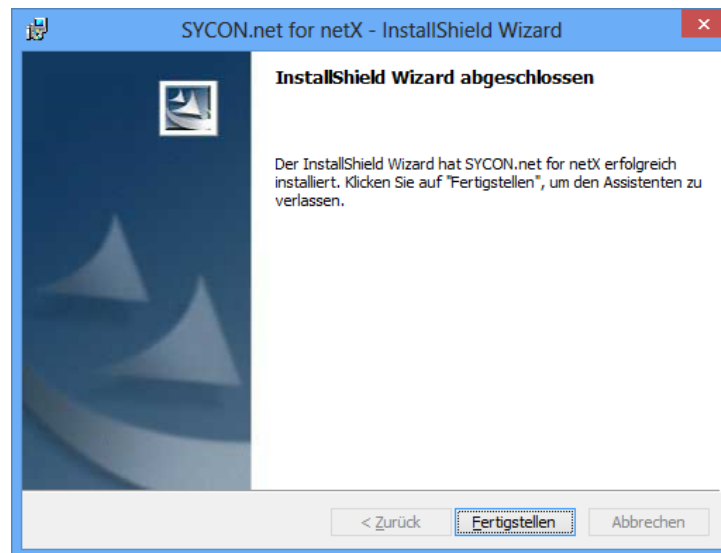 SYCON.net for netX - InstallShield Wizard
InstallShield Wizard abgeschlossen
Der InstallShield Wizard hat SYCON.net for netX erfolgreich
installiert. Klicken Sie auf "Fertigstellen", um den Assistenten zu
verlassen.
< Zurück Fertigstellen Abbrechen